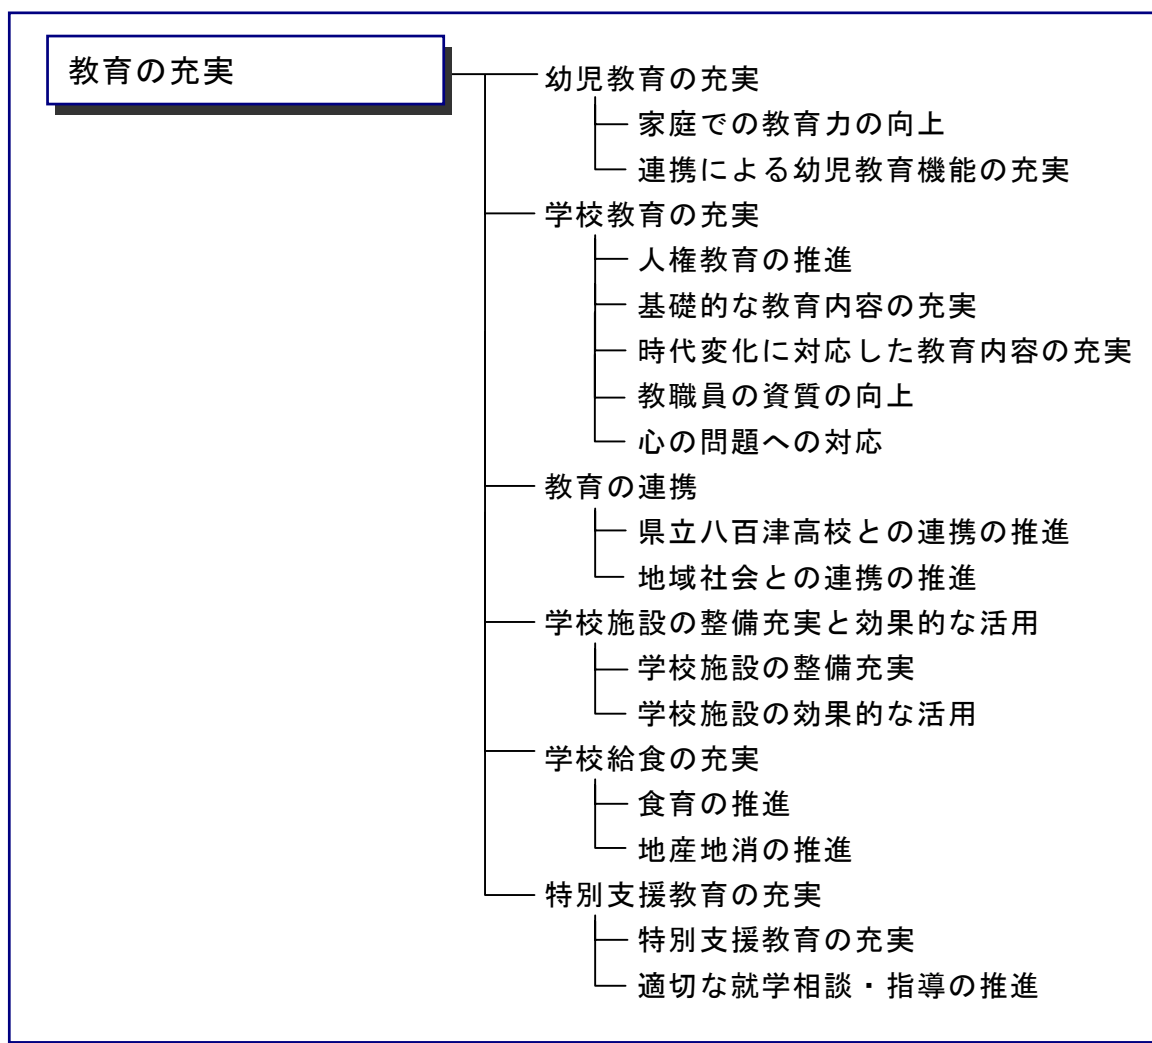 教育の充実
幼児教育の充実
家庭での教育力の向上
連携による幼児教育機能の充実
学校教育の充実
人権教育の推進
基礎的な教育内容の充実
時代変化に対応した教育内容の充実
教職員の資質の向上
心の問題への対応
教育の連携
県立八百津高校との連携の推進
地域社会との連携の推進
学校施設の整備充実と効果的な活用
学校施設の整備充実
学校施設の効果的な活用
学校給食の充実
食育の推進
地産地消の推進
特別支援教育の充実
特別支援教育の充実
適切な就学相談・指導の推進